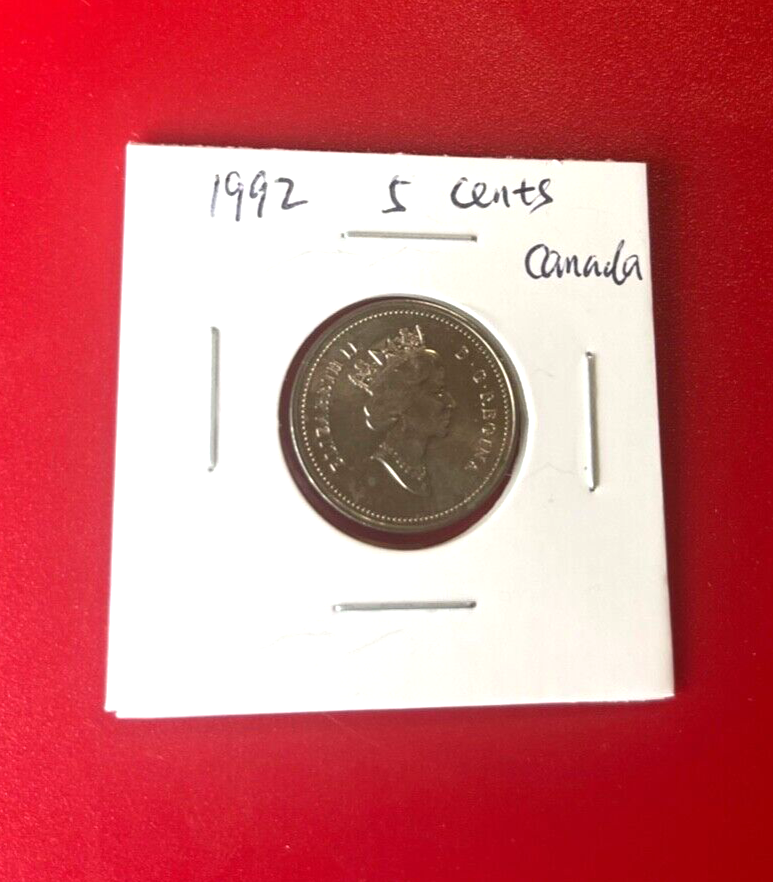 1992 5 cents
Canada
ELIZABETH II D·G·REGINA